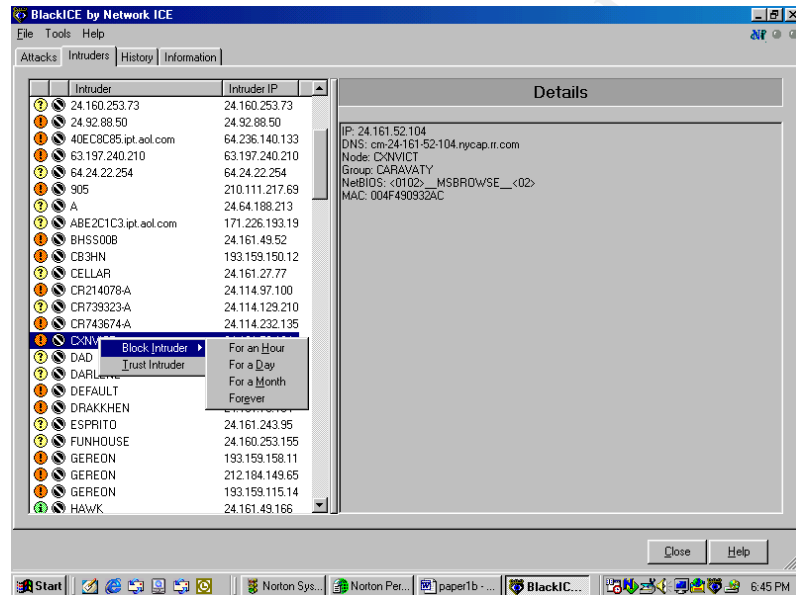 BlackICE by Network ICE
File Tools Help
Attacks Intruders History Information
Intruder Intruder IP
24.160.253.73 24.160.253.73
24.92.88.50 24.92.88.50
40EC8C85.ipt.aol.com 64.236.140.133
63.197.240.210 63.197.240.210
64.24.22.254 64.24.22.254
905 210.111.217.69
A 24.64.188.213
ABE2C1C3.ipt.aol.com 171.226.193.19
BHSS00B 24.161.49.52
CB3HN 193.159.150.12
CELLAR 24.161.27.77
CR214078-A 24.114.97.100
CR739323-A 24.114.129.210
CR743674-A 24.114.232.135
Block Intruder
Trust Intruder
For an Hour
For a Day
For a Month
Forever
DAD
DEFAULT
DRAKKHEN
ESPRITO 24.161.243.95
FUNHOUSE 24.160.253.155
GEREON 193.159.158.11
GEREON 212.184.149.65
GEREON 193.159.115.14
HAWK 24.161.49.166
Details
IP: 24.161.52.104
DNS: cm-24-161-52-104.nycap.rr.com
Node: CXNVICT
Group: CARAVATY
NetBIOS: <0102>__MSBROWSE__<02>
MAC: 004F490932AC
Close Help
Start Norton Sys... Norton Per... paper1b - ... BlackIC... 6:45 PM